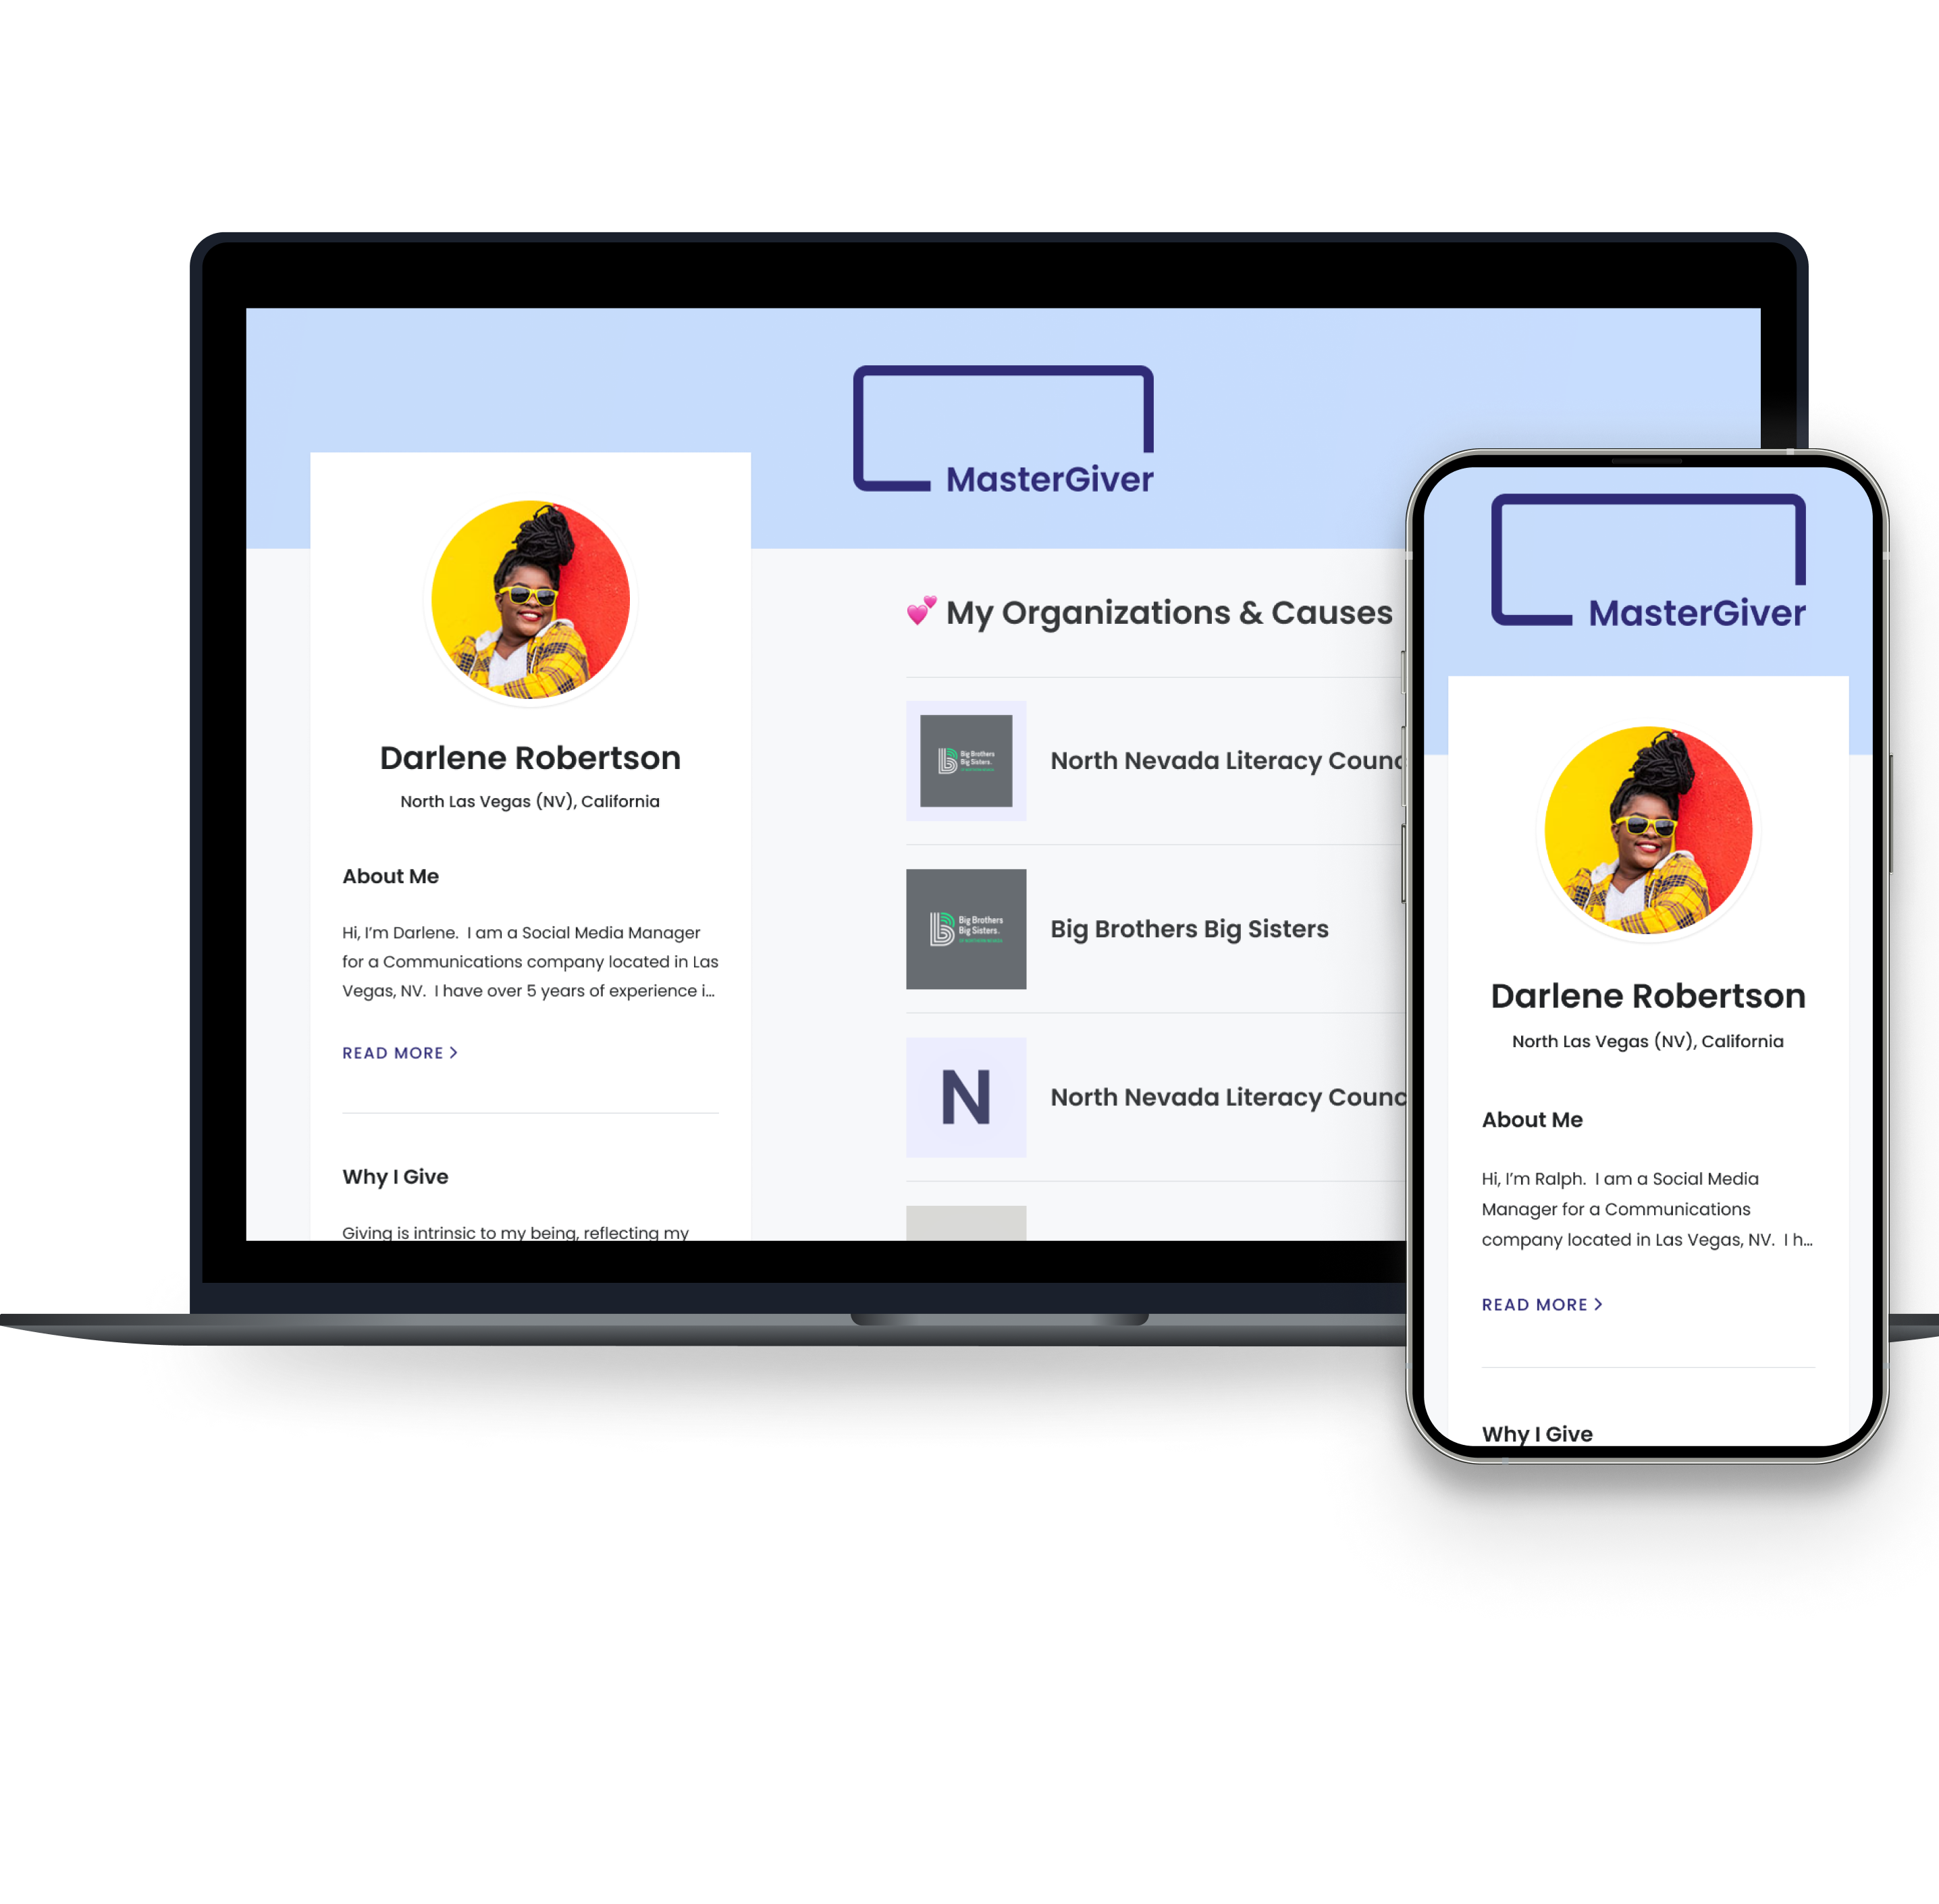 MasterGiver
Darlene Robertson
North Las Vegas (NV), California
About Me
Hi, I'm Darlene.  I am a Social Media Manager
for a Communications company located in Las
Vegas, NV.  I have over 5 years of experience i...
READ MORE >
Why I Give
Giving is intrinsic to my being, reflecting my
💕 My Organizations & Causes
Big Brothers
Big Sisters.
North Nevada Literacy Counc
Big Brothers
Big Sisters.
OF NORTHERN NEVADA
Big Brothers Big Sisters
N
North Nevada Literacy Counc
MasterGiver
Darlene Robertson
North Las Vegas (NV), California
About Me
Hi, I'm Ralph.  I am a Social Media
Manager for a Communications
company located in Las Vegas, NV.  I h...
READ MORE >
Why I Give